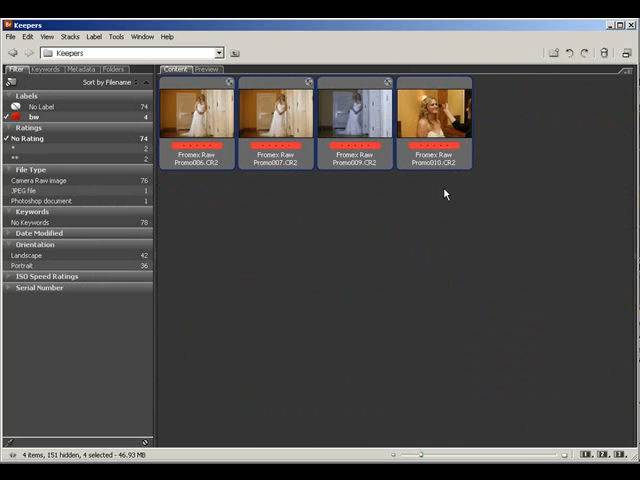 Br Keepers
File Edit View Stacks Label Tools Window Help
Keepers
Filter Keywords Metadata Folders
Sort by Filename
Labels
No Label 74
bw 4
Ratings
No Rating 74
* 2
** 2
File Type
Camera Raw image 76
JPEG file 1
Photoshop document 1
Keywords
No Keywords 78
Date Modified
Orientation
Landscape 42
Portrait 36
ISO Speed Ratings
Serial Number
Content Preview
Fromex Raw
Promo006.CR2
Fromex Raw
Promo007.CR2
Fromex Raw
Promo009.CR2
Fromex Raw
Promo010.CR2
4 items, 151 hidden, 4 selected - 46.93 MB
1 2 3